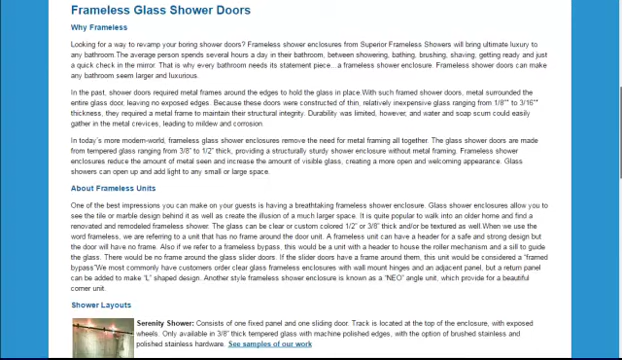 Frameless Glass Shower Doors
Why Frameless
Looking for a way to revamp your boring shower doors? Frameless shower enclosures from Superior Frameless Showers will bring ultimate luxury to
any bathroom.The average person spends several hours a day in their bathroom, between showering, bathing, brushing, shaving, getting ready and just
a quick check in the mirror. That is why every bathroom needs its statement piece... a frameless shower enclosure. Frameless shower doors can make
any bathroom seem larger and luxurious.
In the past, shower doors required metal frames around the edges to hold the glass in place.With such framed shower doors, metal surrounded the
entire glass door, leaving no exposed edges. Because these doors were constructed of thin, relatively inexpensive glass ranging from 1/8"" to 3/16""
thickness, they required a metal frame to maintain their structural integrity. Durability was limited, however, and water and soap scum could easily
gather in the metal crevices, leading to mildew and corrosion.
In today's more modern-world, frameless glass shower enclosures remove the need for metal framing all together. The glass shower doors are made
from tempered glass ranging from 3/8" to 1/2" thick, providing a structurally sturdy shower enclosure without metal framing. Frameless shower
enclosures reduce the amount of metal seen and increase the amount of visible glass, creating a more open and welcoming appearance. Glass
showers can open up and add light to any small or large space.
About Frameless Units
One of the best impressions you can make on your guests is having a breathtaking frameless shower enclosure. Glass shower enclosures allow you to
see the tile or marble design behind it as well as create the illusion of a much larger space. It is quite popular to walk into an older home and find a
renovated and remodeled frameless shower. The glass can be clear or custom colored 1/2" or 3/8" thick and/or be textured as well.When we use the
word frameless, we are referring to a unit that has no frame around the door unit. A frameless unit can have a header for a safe and strong design but
the door will have no frame. Also if we refer to a frameless bypass, this would be a unit with a header to house the roller mechanism and a sill to guide
the glass. There would be no frame around the glass slider doors. If the slider doors have a frame around them, this unit would be considered a "framed
bypass"We most commonly have customers order clear glass frameless enclosures with wall mount hinges and an adjacent panel, but a return panel
can be added to make "L" shaped design. Another style frameless shower enclosure is known as a "NEO" angle unit, which provide for a beautiful
corner unit.
Shower Layouts
Serenity Shower: Consists of one fixed panel and one sliding door. Track is located at the top of the enclosure, with exposed
wheels. Only available in 3/8" thick tempered glass with machine polished edges, with the option of brushed stainless and
polished stainless hardware. See samples of our work